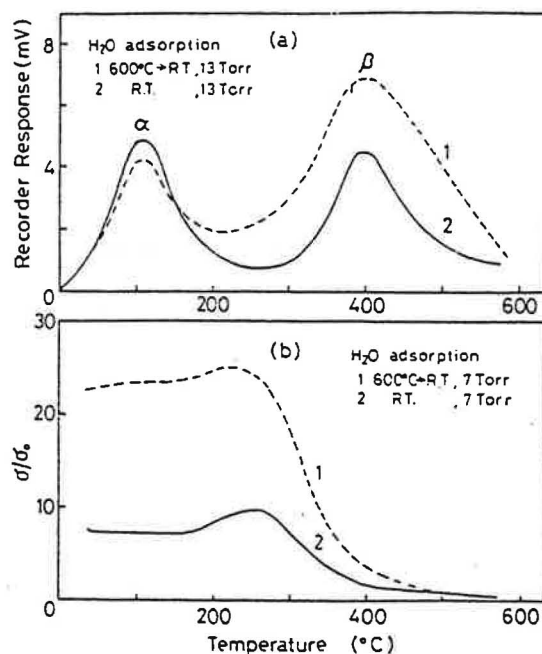 (a)
H₂O adsorption
1 600°C→RT ,13 Torr
2 R.T. ,13 Torr
α
β
1
2
8
4
0
Recorder Response (mV)
200
400
600
(b)
H₂O adsorption
1 600°C→RT , 7 Torr
2 RT. , 7 Torr
1
2
30
20
10
0
σ/σ₀
0
200
400
600
Temperature (°C)